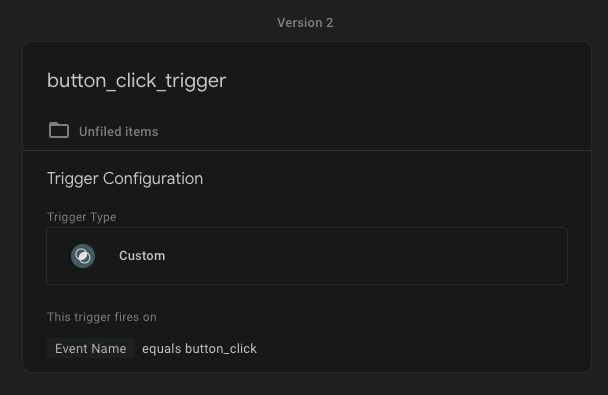 Version 2
button_click_trigger
Unfiled items
Trigger Configuration
Trigger Type
Custom
This trigger fires on
Event Name equals button_click